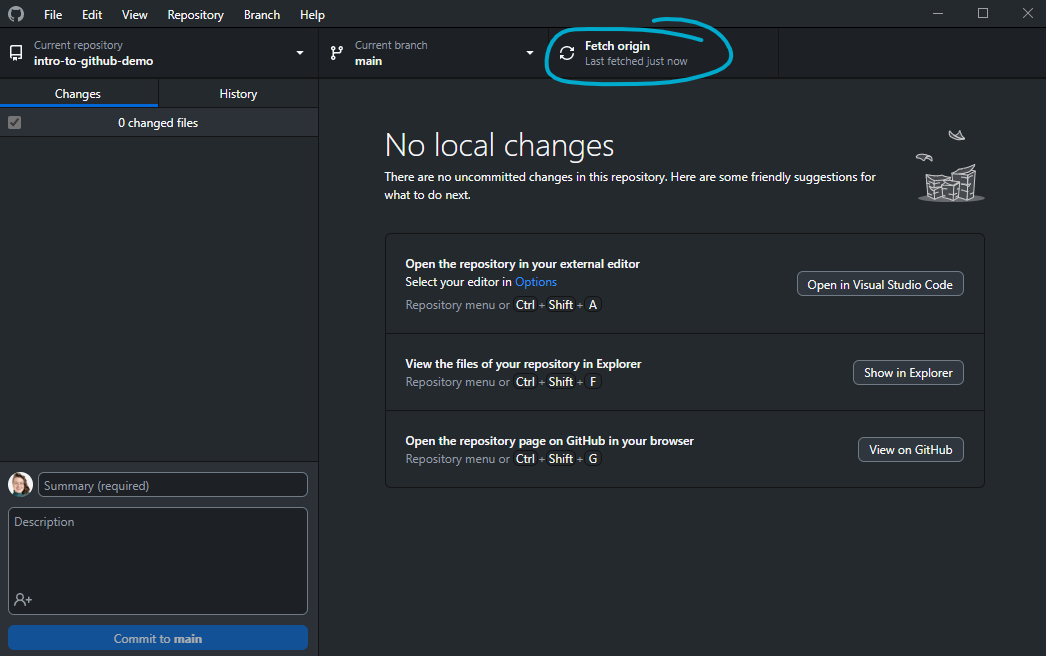 File Edit View Repository Branch Help
Current repository
intro-to-github-demo
Current branch
main
Fetch origin
Last fetched just now
Changes
History
0 changed files
No local changes
There are no uncommitted changes in this repository. Here are some friendly suggestions for
what to do next.
Open the repository in your external editor
Select your editor in Options
Repository menu or Ctrl + Shift + A
Open in Visual Studio Code
View the files of your repository in Explorer
Repository menu or Ctrl + Shift + F
Show in Explorer
Open the repository page on GitHub in your browser
Repository menu or Ctrl + Shift + G
View on GitHub
Summary (required)
Description
Commit to main